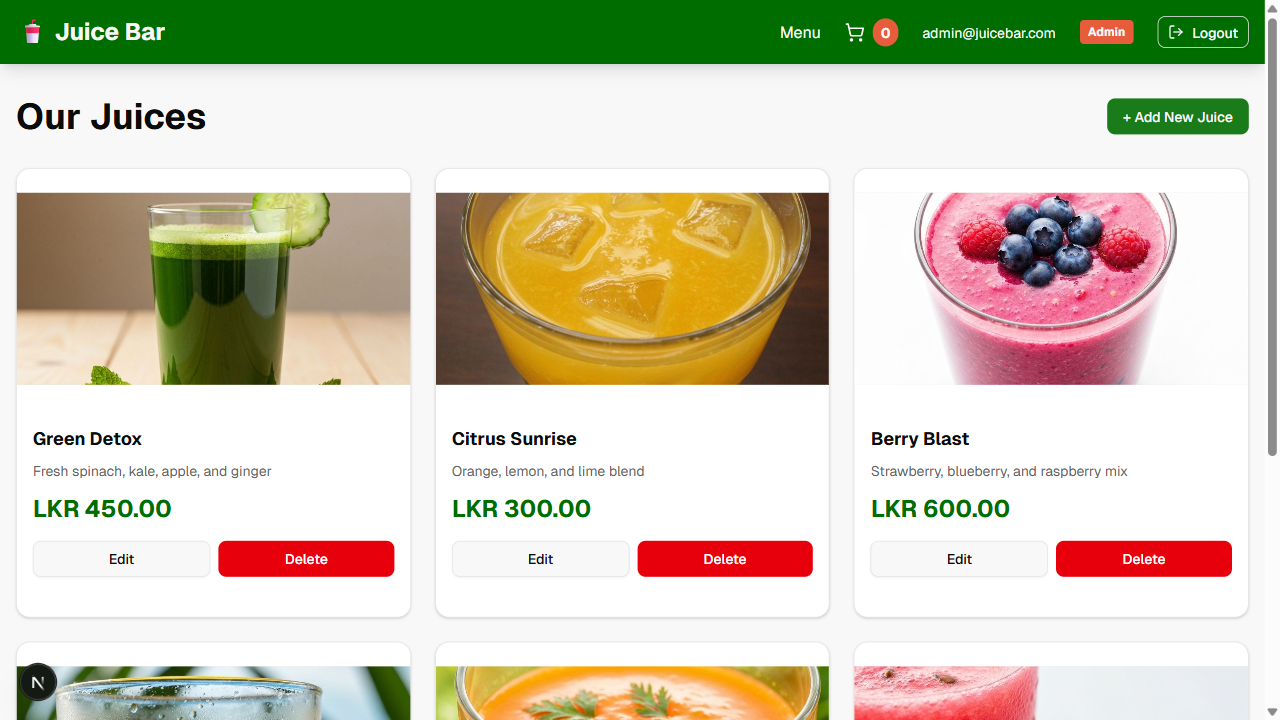 Juice Bar
Menu
0
admin@juicebar.com
Admin
Logout
Our Juices
+ Add New Juice
Green Detox
Fresh spinach, kale, apple, and ginger
LKR 450.00
Edit
Delete
Citrus Sunrise
Orange, lemon, and lime blend
LKR 300.00
Edit
Delete
Berry Blast
Strawberry, blueberry, and raspberry mix
LKR 600.00
Edit
Delete
N